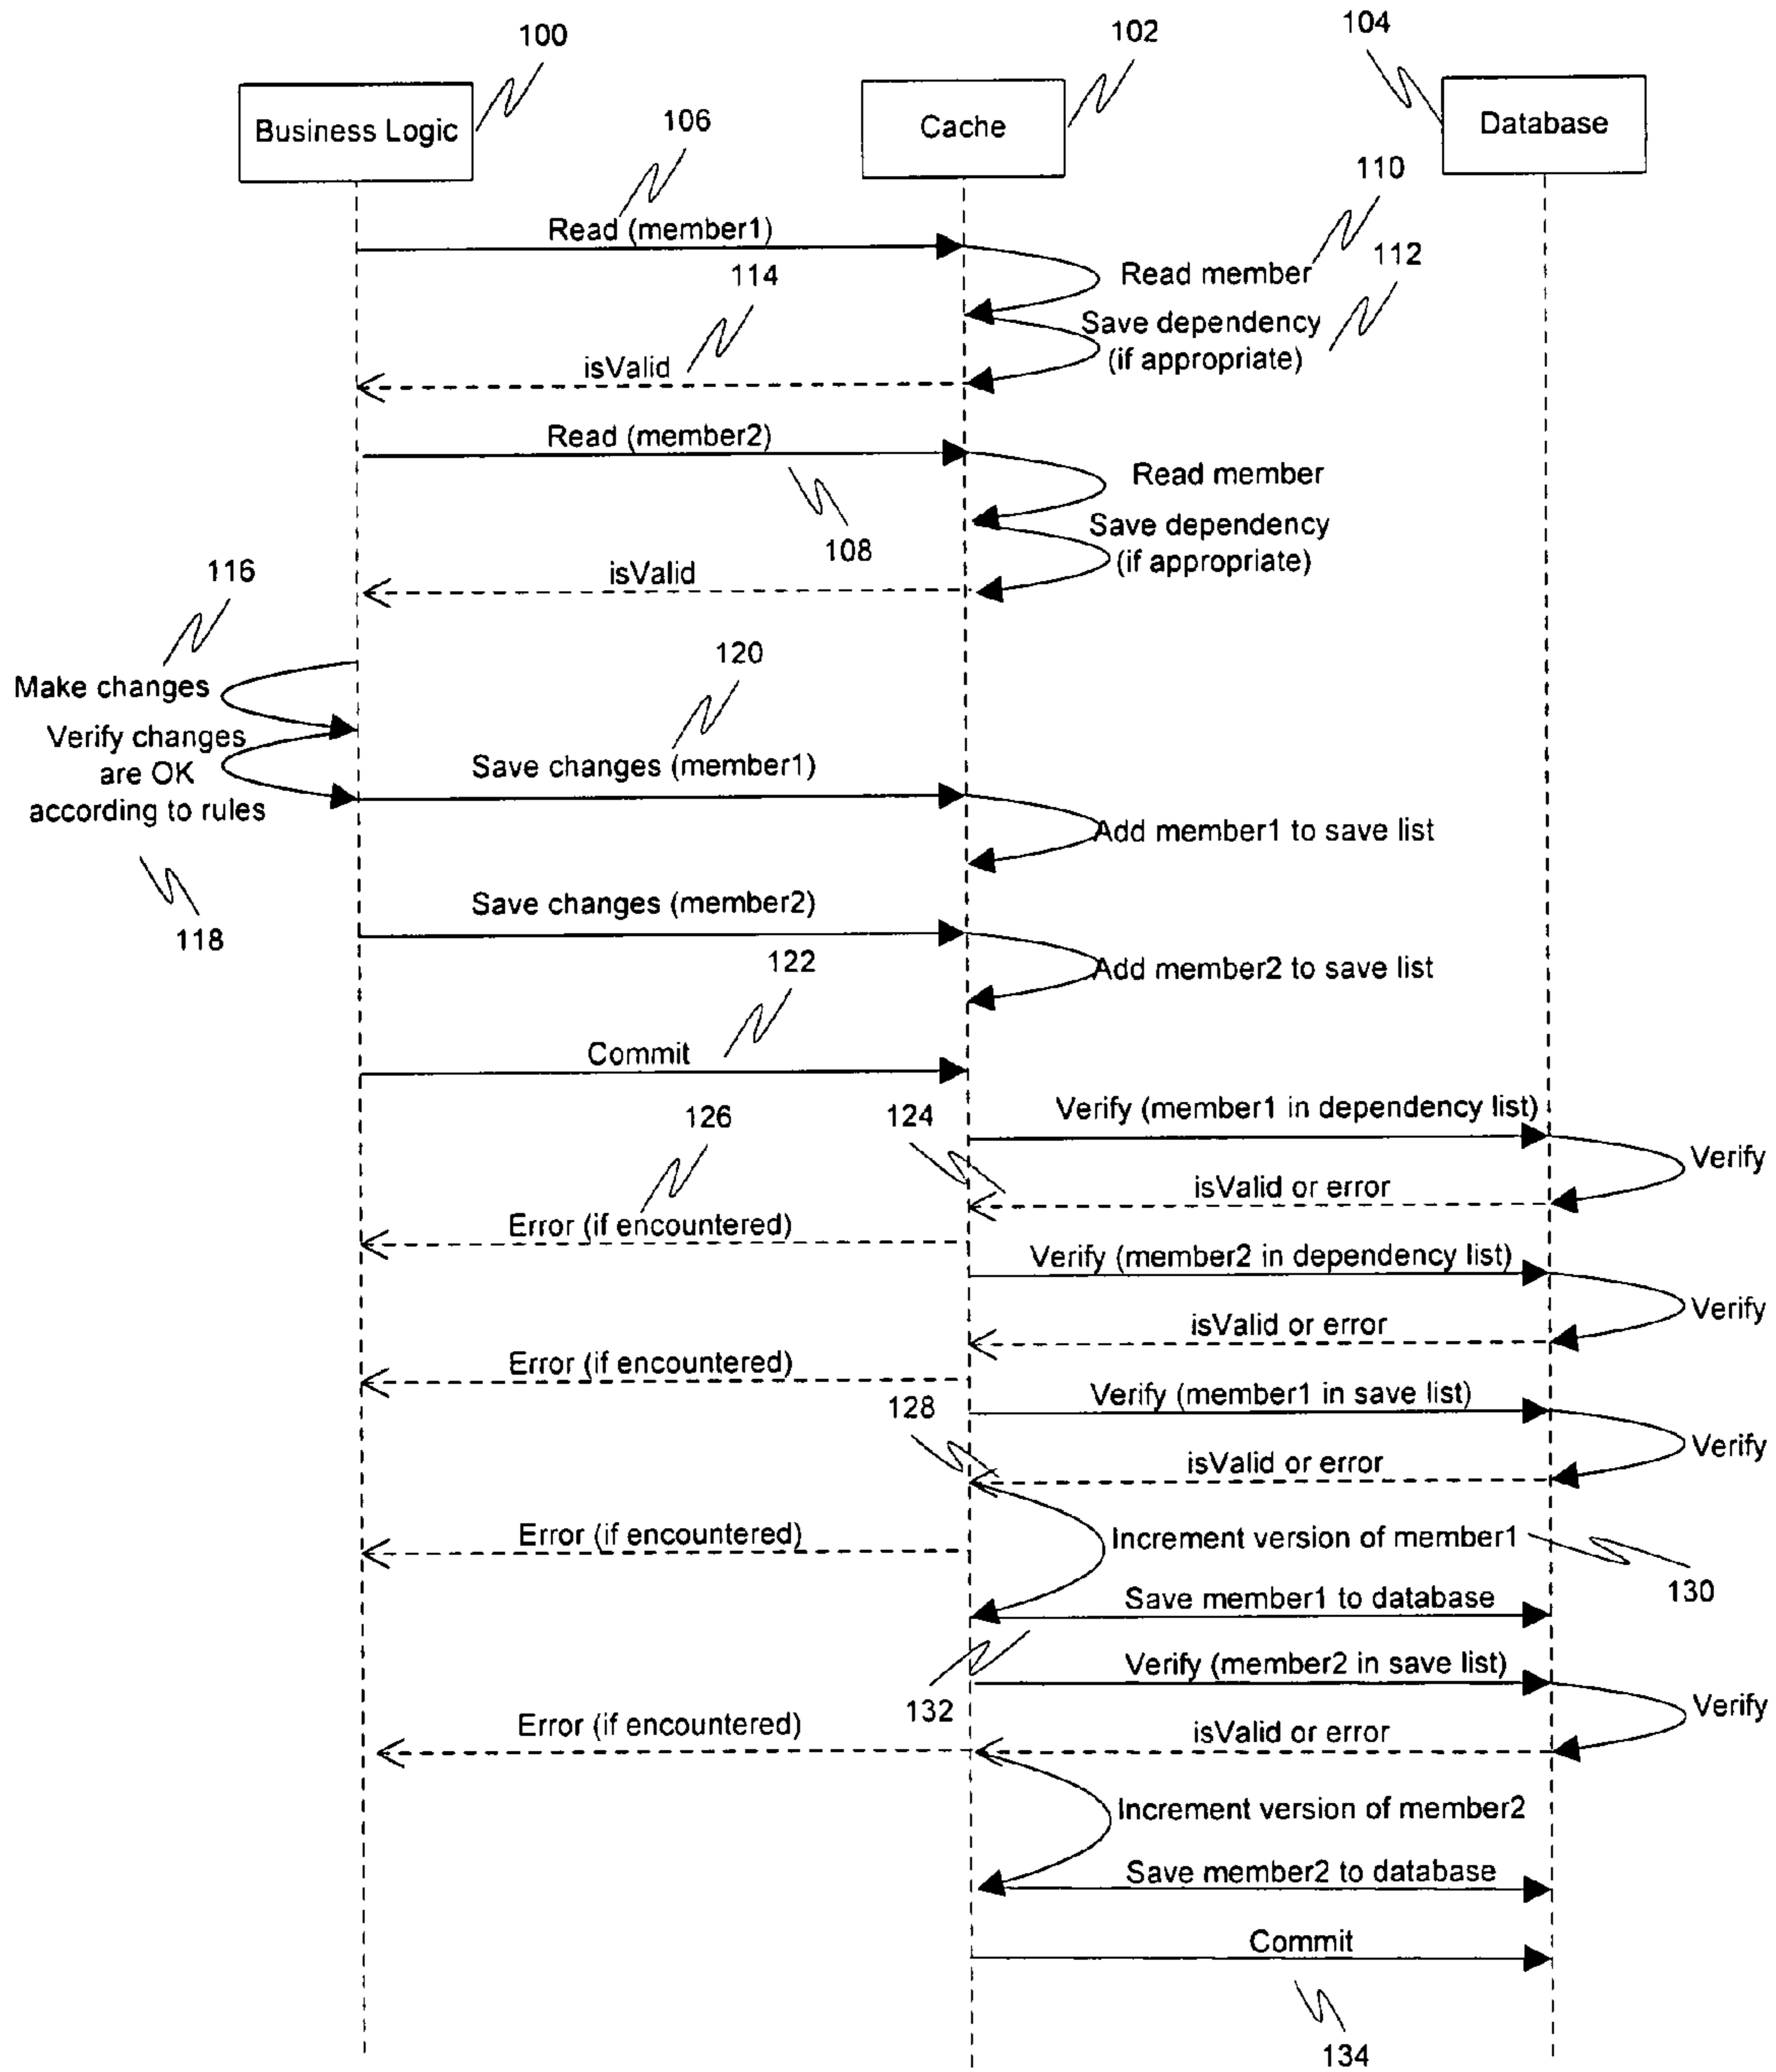 100
102
104
Business Logic
Cache
Database
106
Read (member1)
110
Read member
112
114
Save dependency
(if appropriate)
isValid
Read (member2)
108
Read member
Save dependency
(if appropriate)
isValid
116
Make changes
Verify changes
are OK
according to rules
118
120
Save changes (member1)
Add member1 to save list
Save changes (member2)
Add member2 to save list
122
Commit
Verify (member1 in dependency list)
124
Verify
isValid or error
126
Error (if encountered)
Verify (member2 in dependency list)
Verify
isValid or error
Error (if encountered)
Verify (member1 in save list)
128
Verify
isValid or error
Error (if encountered)
Increment version of member1
130
Save member1 to database
132
Verify (member2 in save list)
Verify
isValid or error
Error (if encountered)
Increment version of member2
Save member2 to database
Commit
134